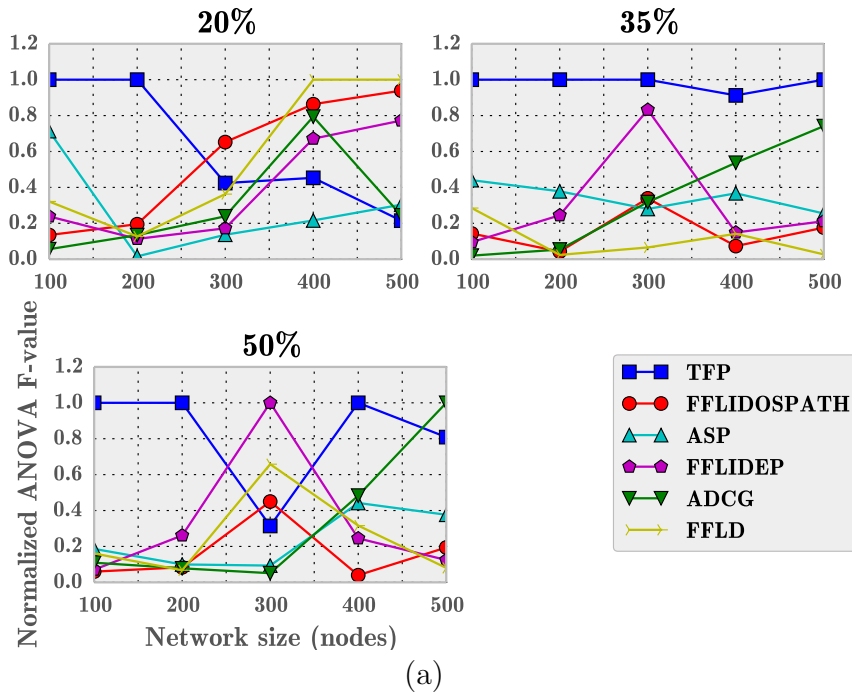 20%
35%
1.2
1.0
0.8
0.6
0.4
0.2
0.0
100 200 300 400 500
1.2
1.0
0.8
0.6
0.4
0.2
0.0
100 200 300 400 500
50%
1.2
1.0
0.8
0.6
0.4
0.2
0.0
100 200 300 400 500
Normalized ANOVA F-value
Network size (nodes)
TFP
FFLIDOSPATH
ASP
FFLIDEP
ADCG
FFLD
(a)